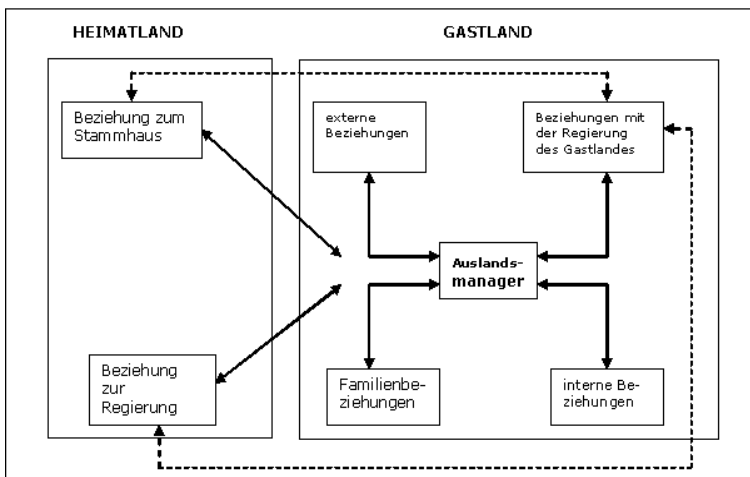 HEIMATLAND
GASTLAND
Beziehung zum
Stammhaus
externe
Beziehungen
Beziehungen mit
der Regierung
des Gastlandes
Auslands-
manager
Beziehung
zur
Regierung
Familienbe-
ziehungen
interne Be-
ziehungen